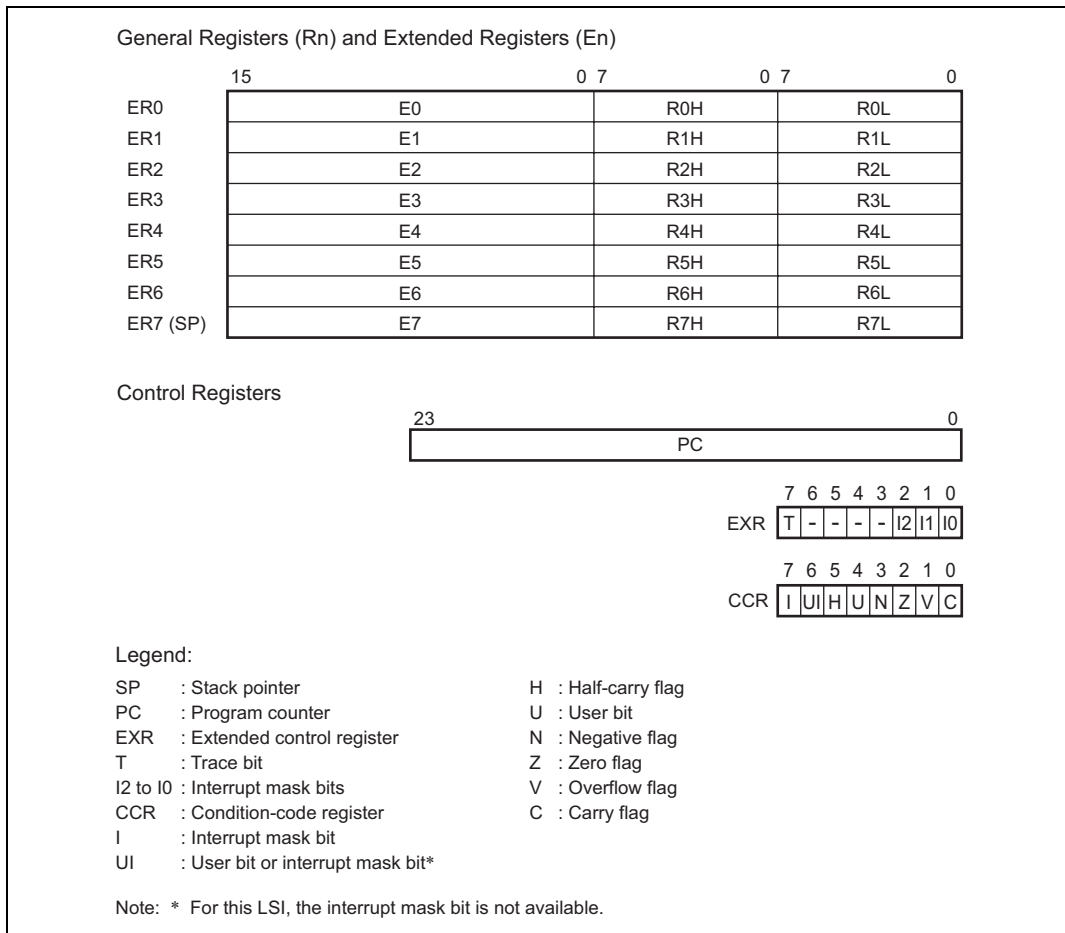 General Registers (Rn) and Extended Registers (En)
15 0 7 0 7 0
ER0 E0 R0H R0L
ER1 E1 R1H R1L
ER2 E2 R2H R2L
ER3 E3 R3H R3L
ER4 E4 R4H R4L
ER5 E5 R5H R5L
ER6 E6 R6H R6L
ER7 (SP) E7 R7H R7L
Control Registers
23 0
PC
7 6 5 4 3 2 1 0
EXR T - - - - I2 I1 I0
7 6 5 4 3 2 1 0
CCR I UI H U N Z V C
Legend:
SP : Stack pointer
PC : Program counter
EXR : Extended control register
T : Trace bit
I2 to I0 : Interrupt mask bits
CCR : Condition-code register
I : Interrupt mask bit
UI : User bit or interrupt mask bit*
H : Half-carry flag
U : User bit
N : Negative flag
Z : Zero flag
V : Overflow flag
C : Carry flag
Note: * For this LSI, the interrupt mask bit is not available.